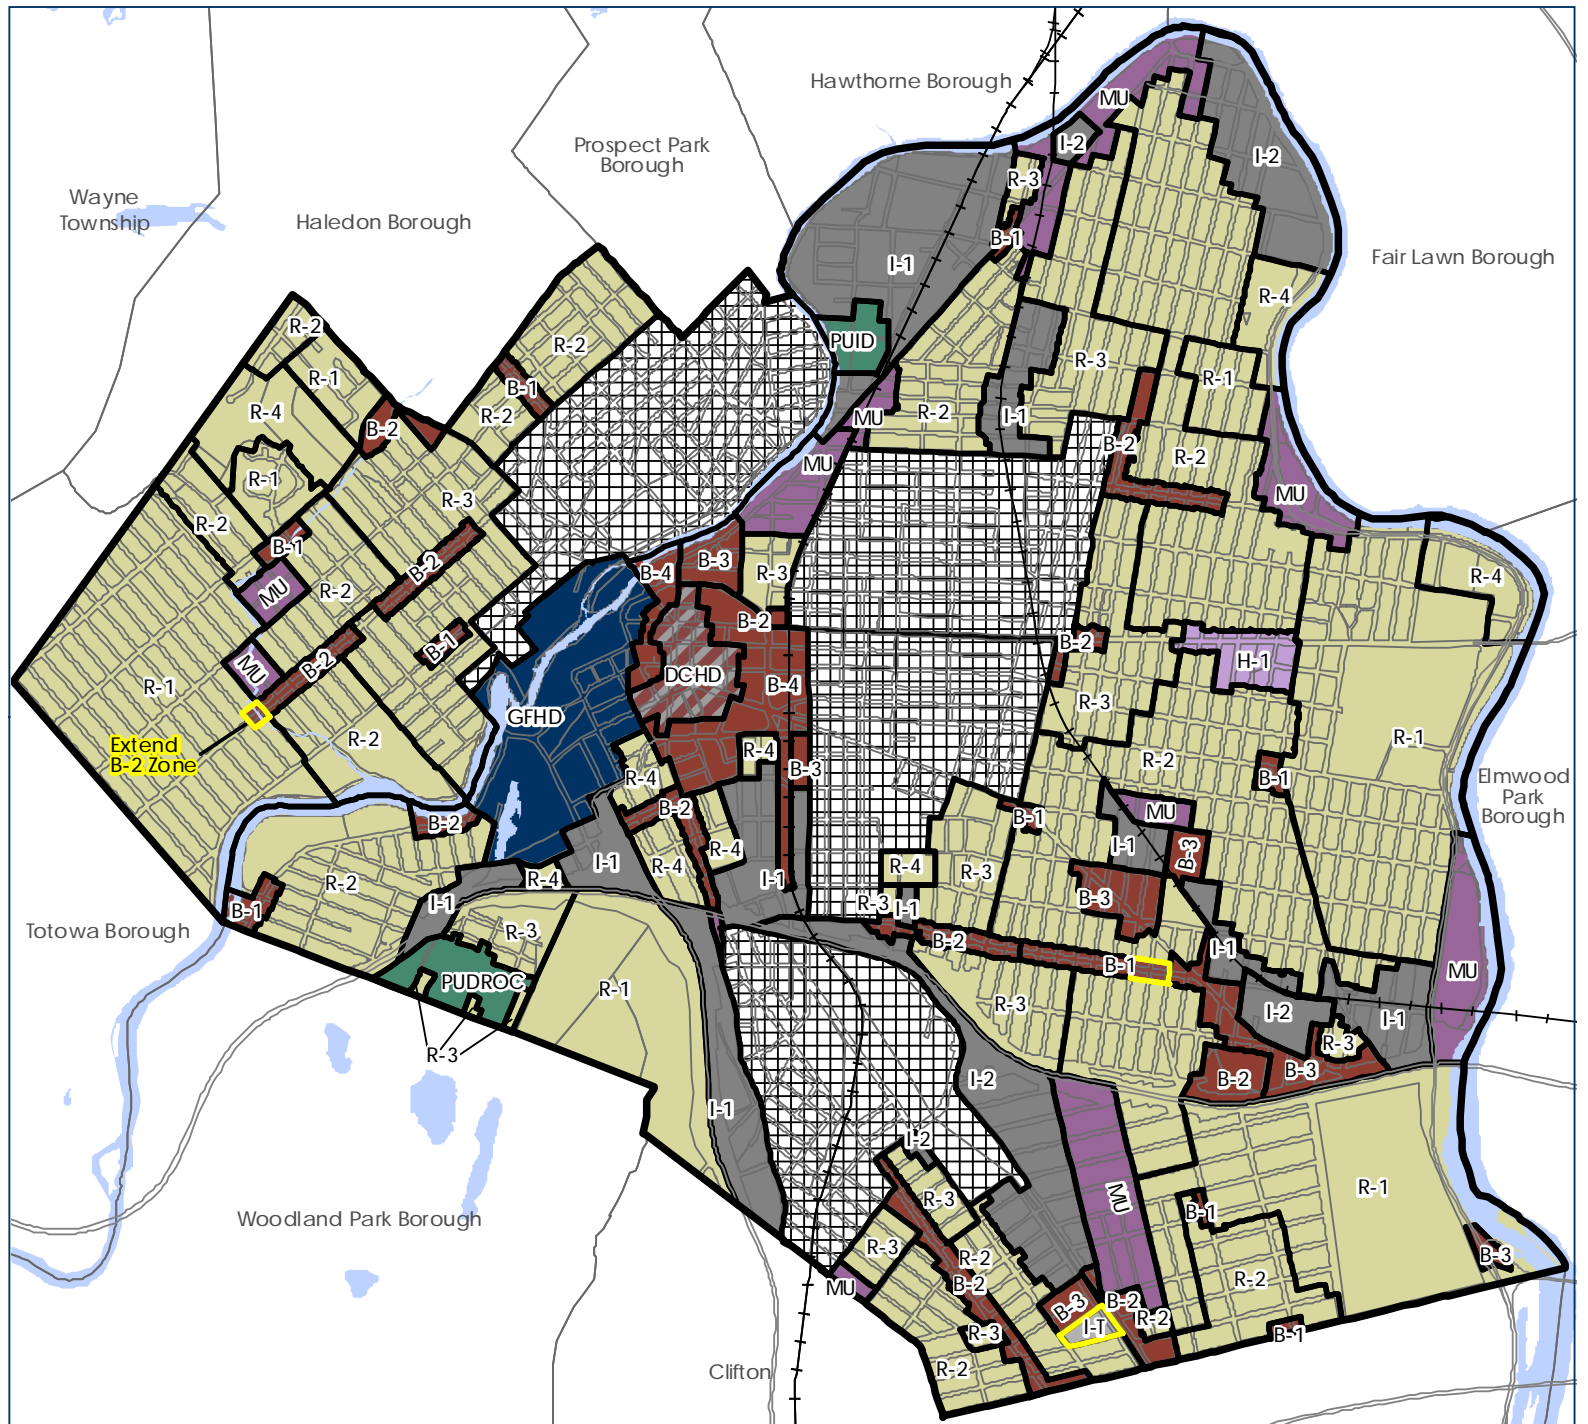 Hawthorne Borough
MU
I-2
I-2
Prospect Park
Borough
R-3
Wayne
Township
Haledon Borough
B-1
I-1
Fair Lawn Borough
R-4
R-2
R-2
PUID
R-3
R-1
R-1
B-1
R-4
R-2
MU
R-2
I-1
B-2
B-2
R-2
MU
R-1
R-3
MU
R-2
B-1
B-2
B-4
B-3
R-3
R-4
MU
R-2
B-2
B-1
B-2
B-2
MU
H-1
DCHD
B-4
R-1
R-3
GFHD
R-2
R-4
R-1
Extend
B-2 Zone
R-2
B-3
R-4
B-1
Elmwood
Park
Borough
B-2
B-2
B-1
MU
R-4
I-1
B-3
I-1
R-4
R-4
R-3
R-2
R-4
I-1
B-3
I-1
R-3
I-1
B-1
Totowa Borough
R-3
B-2
I-1
B-1
MU
PUDROC
R-1
R-3
I-2
I-1
R-3
R-3
B-3
I-2
B-2
I-1
I-2
R-1
R-3
MU
B-1
Woodland Park Borough
R-3
R-2
B-3
R-2
B-2
MU
B-3
B-2
R-2
I-T
R-3
B-1
R-2
Clifton